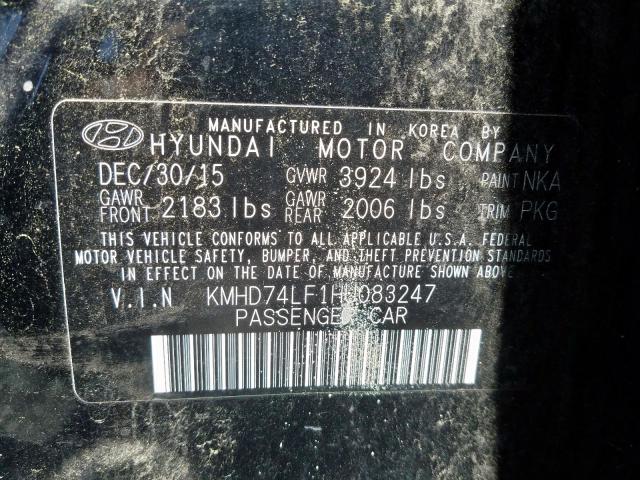 MANUFACTURED IN KOREA BY
HYUNDAI MOTOR COMPANY
DEC/30/15 GVWR 3924 lbs PAINT NKA
GAWR FRONT 2183 lbs GAWR REAR 2006 lbs TRIM PKG
THIS VEHICLE CONFORMS TO ALL APPLICABLE U.S.A. FEDERAL
MOTOR VEHICLE SAFETY, BUMPER, AND THEFT PREVENTION STANDARDS
IN EFFECT ON THE DATE OF MANUFACTURE SHOWN ABOVE.
V.I.N KMHD74LF1HU083247
PASSENGER CAR